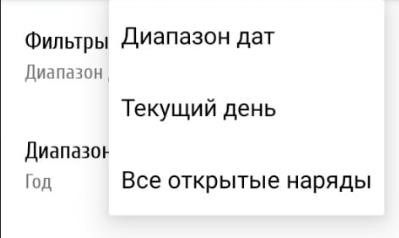 Фильтры
Диапазон
Диапазон
Год
Диапазон дат
Текущий день
Все открытые наряды